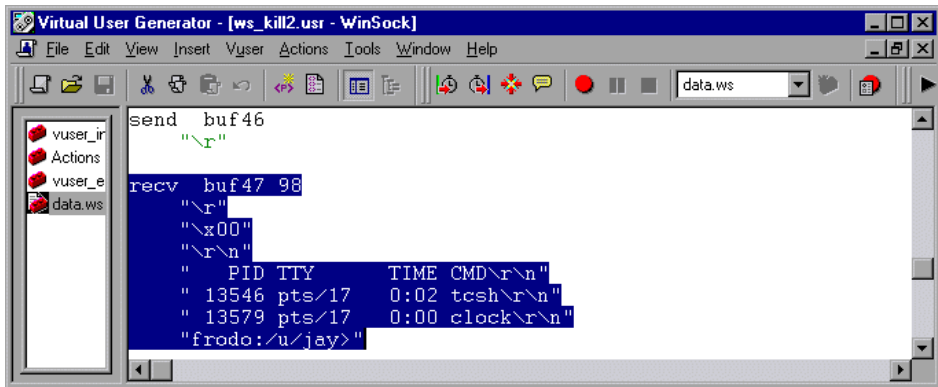 Virtual User Generator - [ws_kill2.usr - WinSock]
File Edit View Insert Vuser Actions Tools Window Help
data.ws
vuser_ir
Actions
vuser_e
data.ws
send  buf46
"\r"
recv  buf47 98
"\r"
"\x00"
"\r\n"
"   PID TTY      TIME CMD\r\n"
" 13546 pts/17   0:02 tcsh\r\n"
" 13579 pts/17   0:00 clock\r\n"
"frodo:/u/jay>"